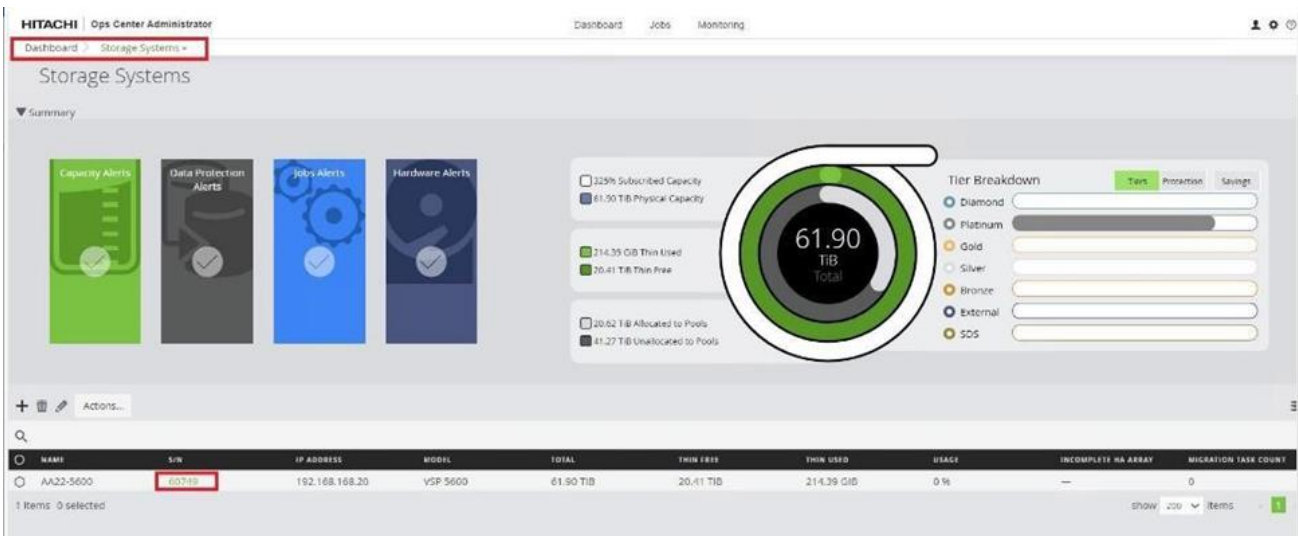 HITACHI Ops Center Administrator Dashboard Jobs Monitoring
Dashboard Storage Systems
Storage Systems
Summary
Capacity Alerts
Data Protection Alerts
Jobs Alerts
Hardware Alerts
325% Subscribed Capacity
61.90 TiB Physical Capacity
214.39 GiB Thin Used
20.41 TiB Thin Free
20.62 TiB Allocated to Pools
41.27 TiB Unallocated to Pools
61.90
TiB
Total
Tier Breakdown Tiers Protection Savings
Diamond
Platinum
Gold
Silver
Bronze
External
SDS
Actions...
NAME S/N IP ADDRESS MODEL TOTAL THIN FREE THIN USED USAGE INCOMPLETE HA ARRAY MIGRATION TASK COUNT
AA22-5600 60749 192.168.168.20 VSP 5600 61.90 TiB 20.41 TiB 214.39 GiB 0 % — 0
1 items 0 selected show 200 items 1